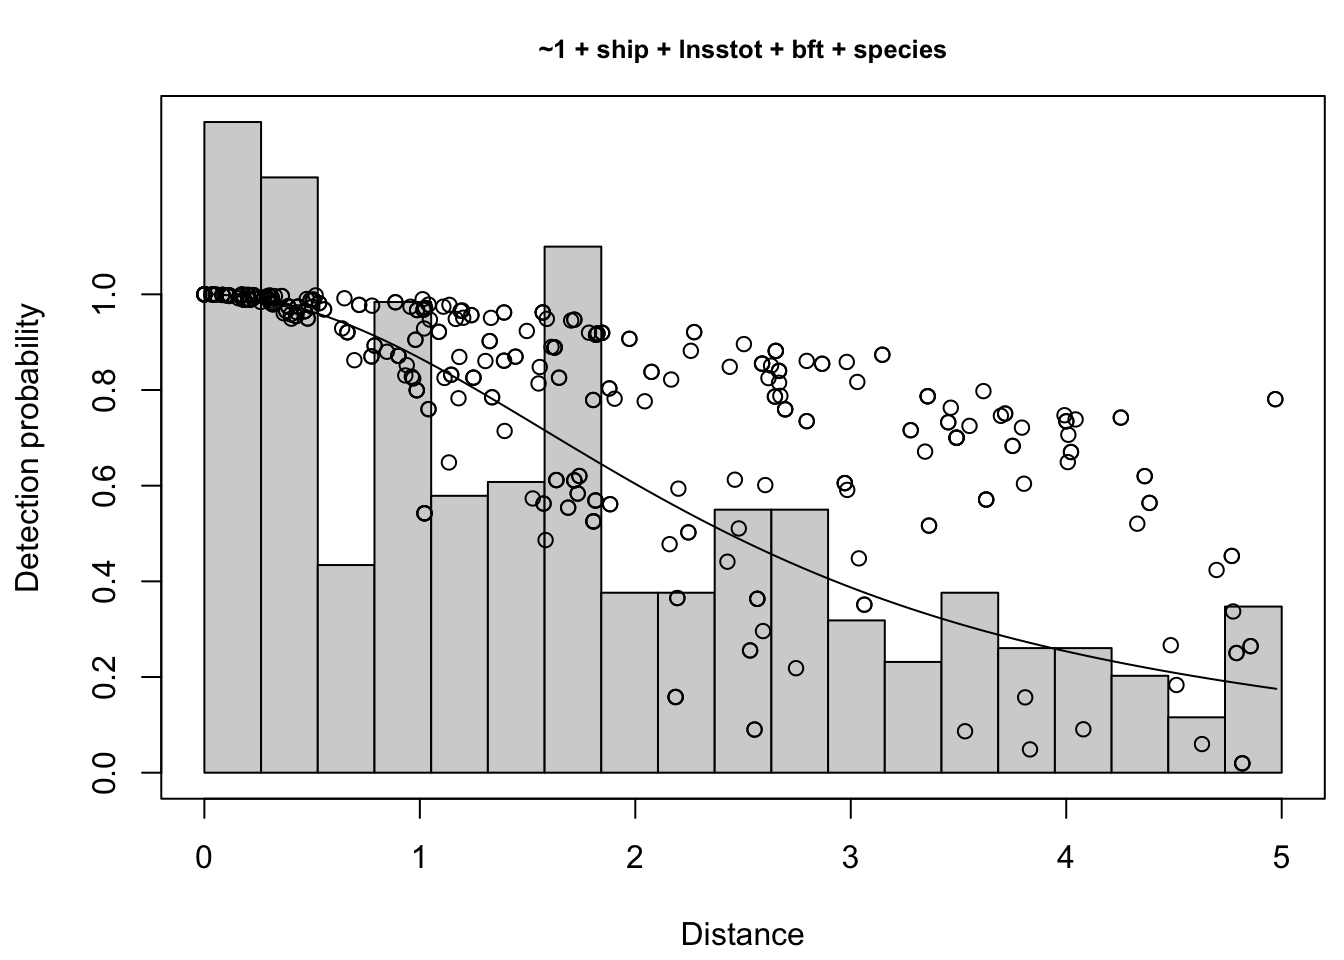 ~1 + ship + lnsstot + bft + species
Detection probability
1.0
0.8
0.6
0.4
0.2
0.0
0 1 2 3 4 5
Distance